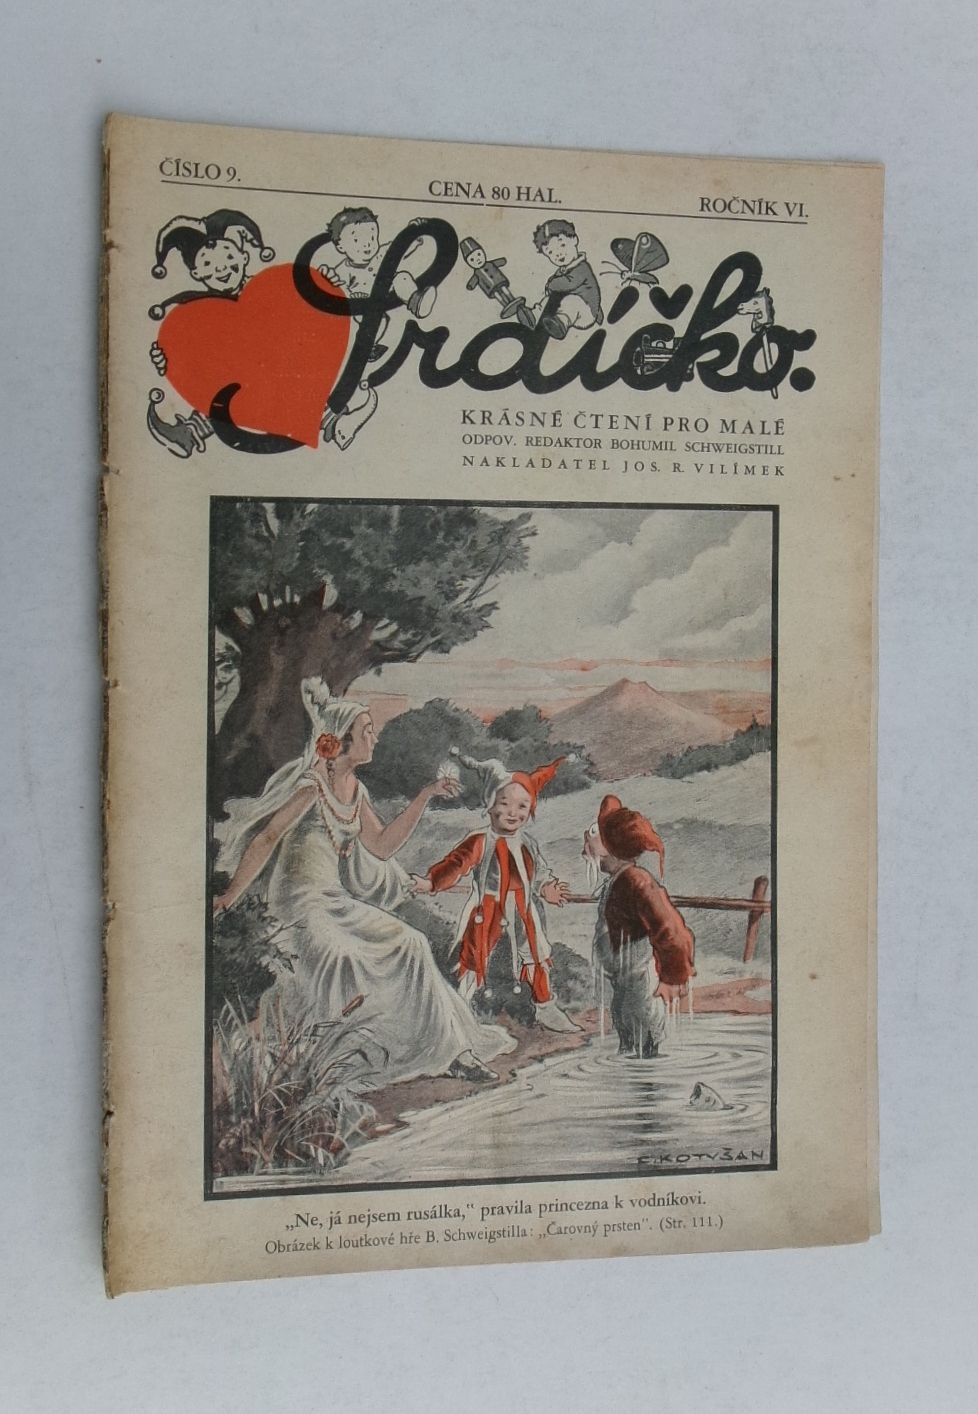 ČÍSLO 9.
CENA 80 HAL.
ROČNÍK VI.
Srdíčko.
KRÁSNÉ ČTENÍ PRO MALÉ
ODPOV. REDAKTOR BOHUMIL SCHWEIGSTILL
NAKLADATEL JOS. R. VILÍMEK
C. KOTYŠAN
„Ne, já nejsem rusálka,“ pravila princezna k vodníkovi.
Obrázek k loutkové hře B. Schweigstilla: „Čarovný prsten“. (Str. 111.)